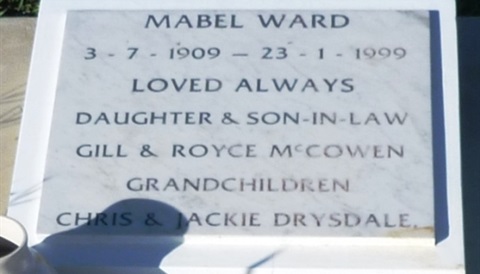 MABEL WARD
3 - 7 - 1909 – 23 - 1 - 1999
LOVED ALWAYS
DAUGHTER & SON-IN-LAW
GILL & ROYCE McCOWEN
GRANDCHILDREN
CHRIS & JACKIE DRYSDALE,